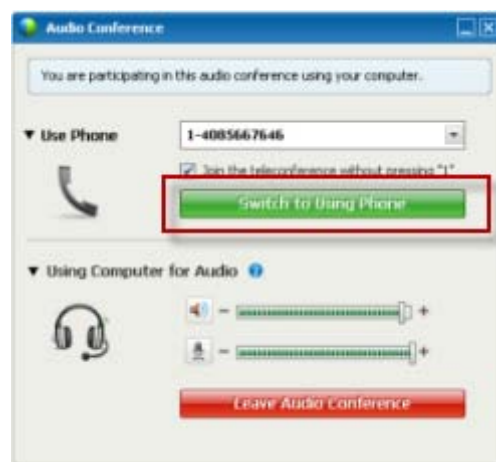 Audio Conference
You are participating in this audio conference using your computer.
Use Phone
1-4085667646
Join the teleconference without pressing "1"
Switch to Using Phone
Using Computer for Audio
Leave Audio Conference